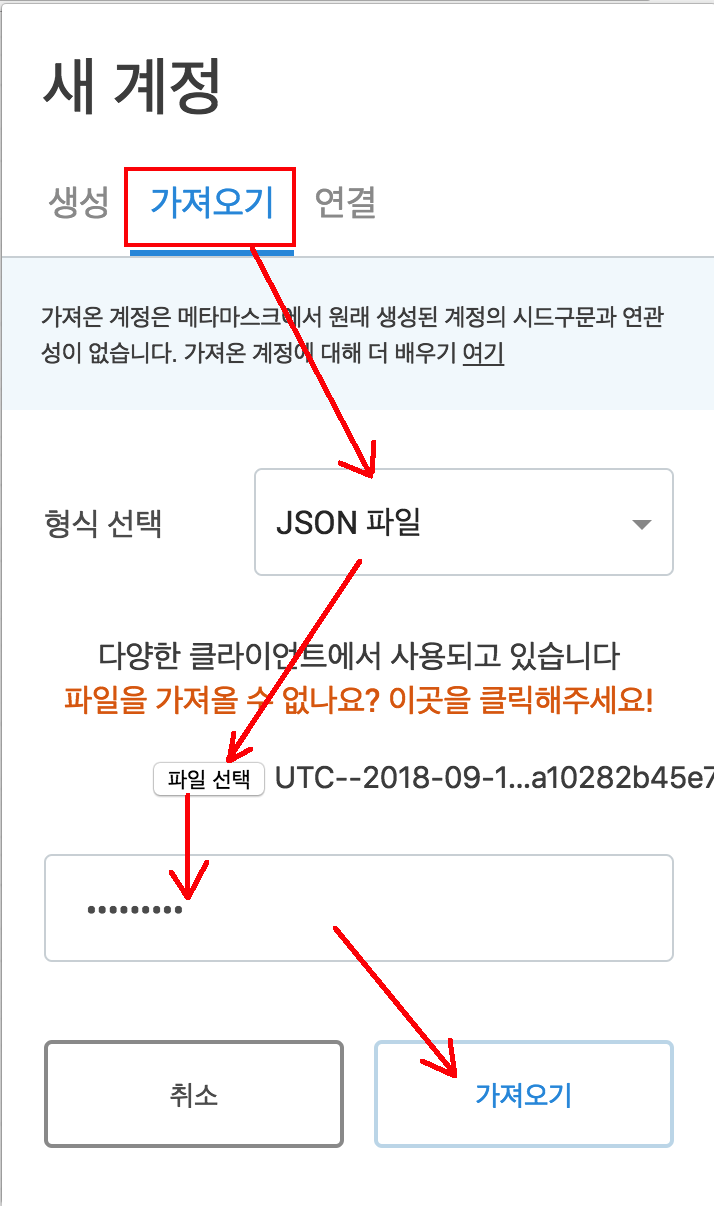 새 계정
생성 가져오기 연결
가져온 계정은 메타마스크에서 원래 생성된 계정의 시드구문과 연관
성이 없습니다. 가져온 계정에 대해 더 배우기 여기
형식 선택 JSON 파일
다양한 클라이언트에서 사용되고 있습니다
파일을 가져올 수 없나요? 이곳을 클릭해주세요!
파일 선택 UTC--2018-09-1...a10282b45e7
•••••••••
취소 가져오기